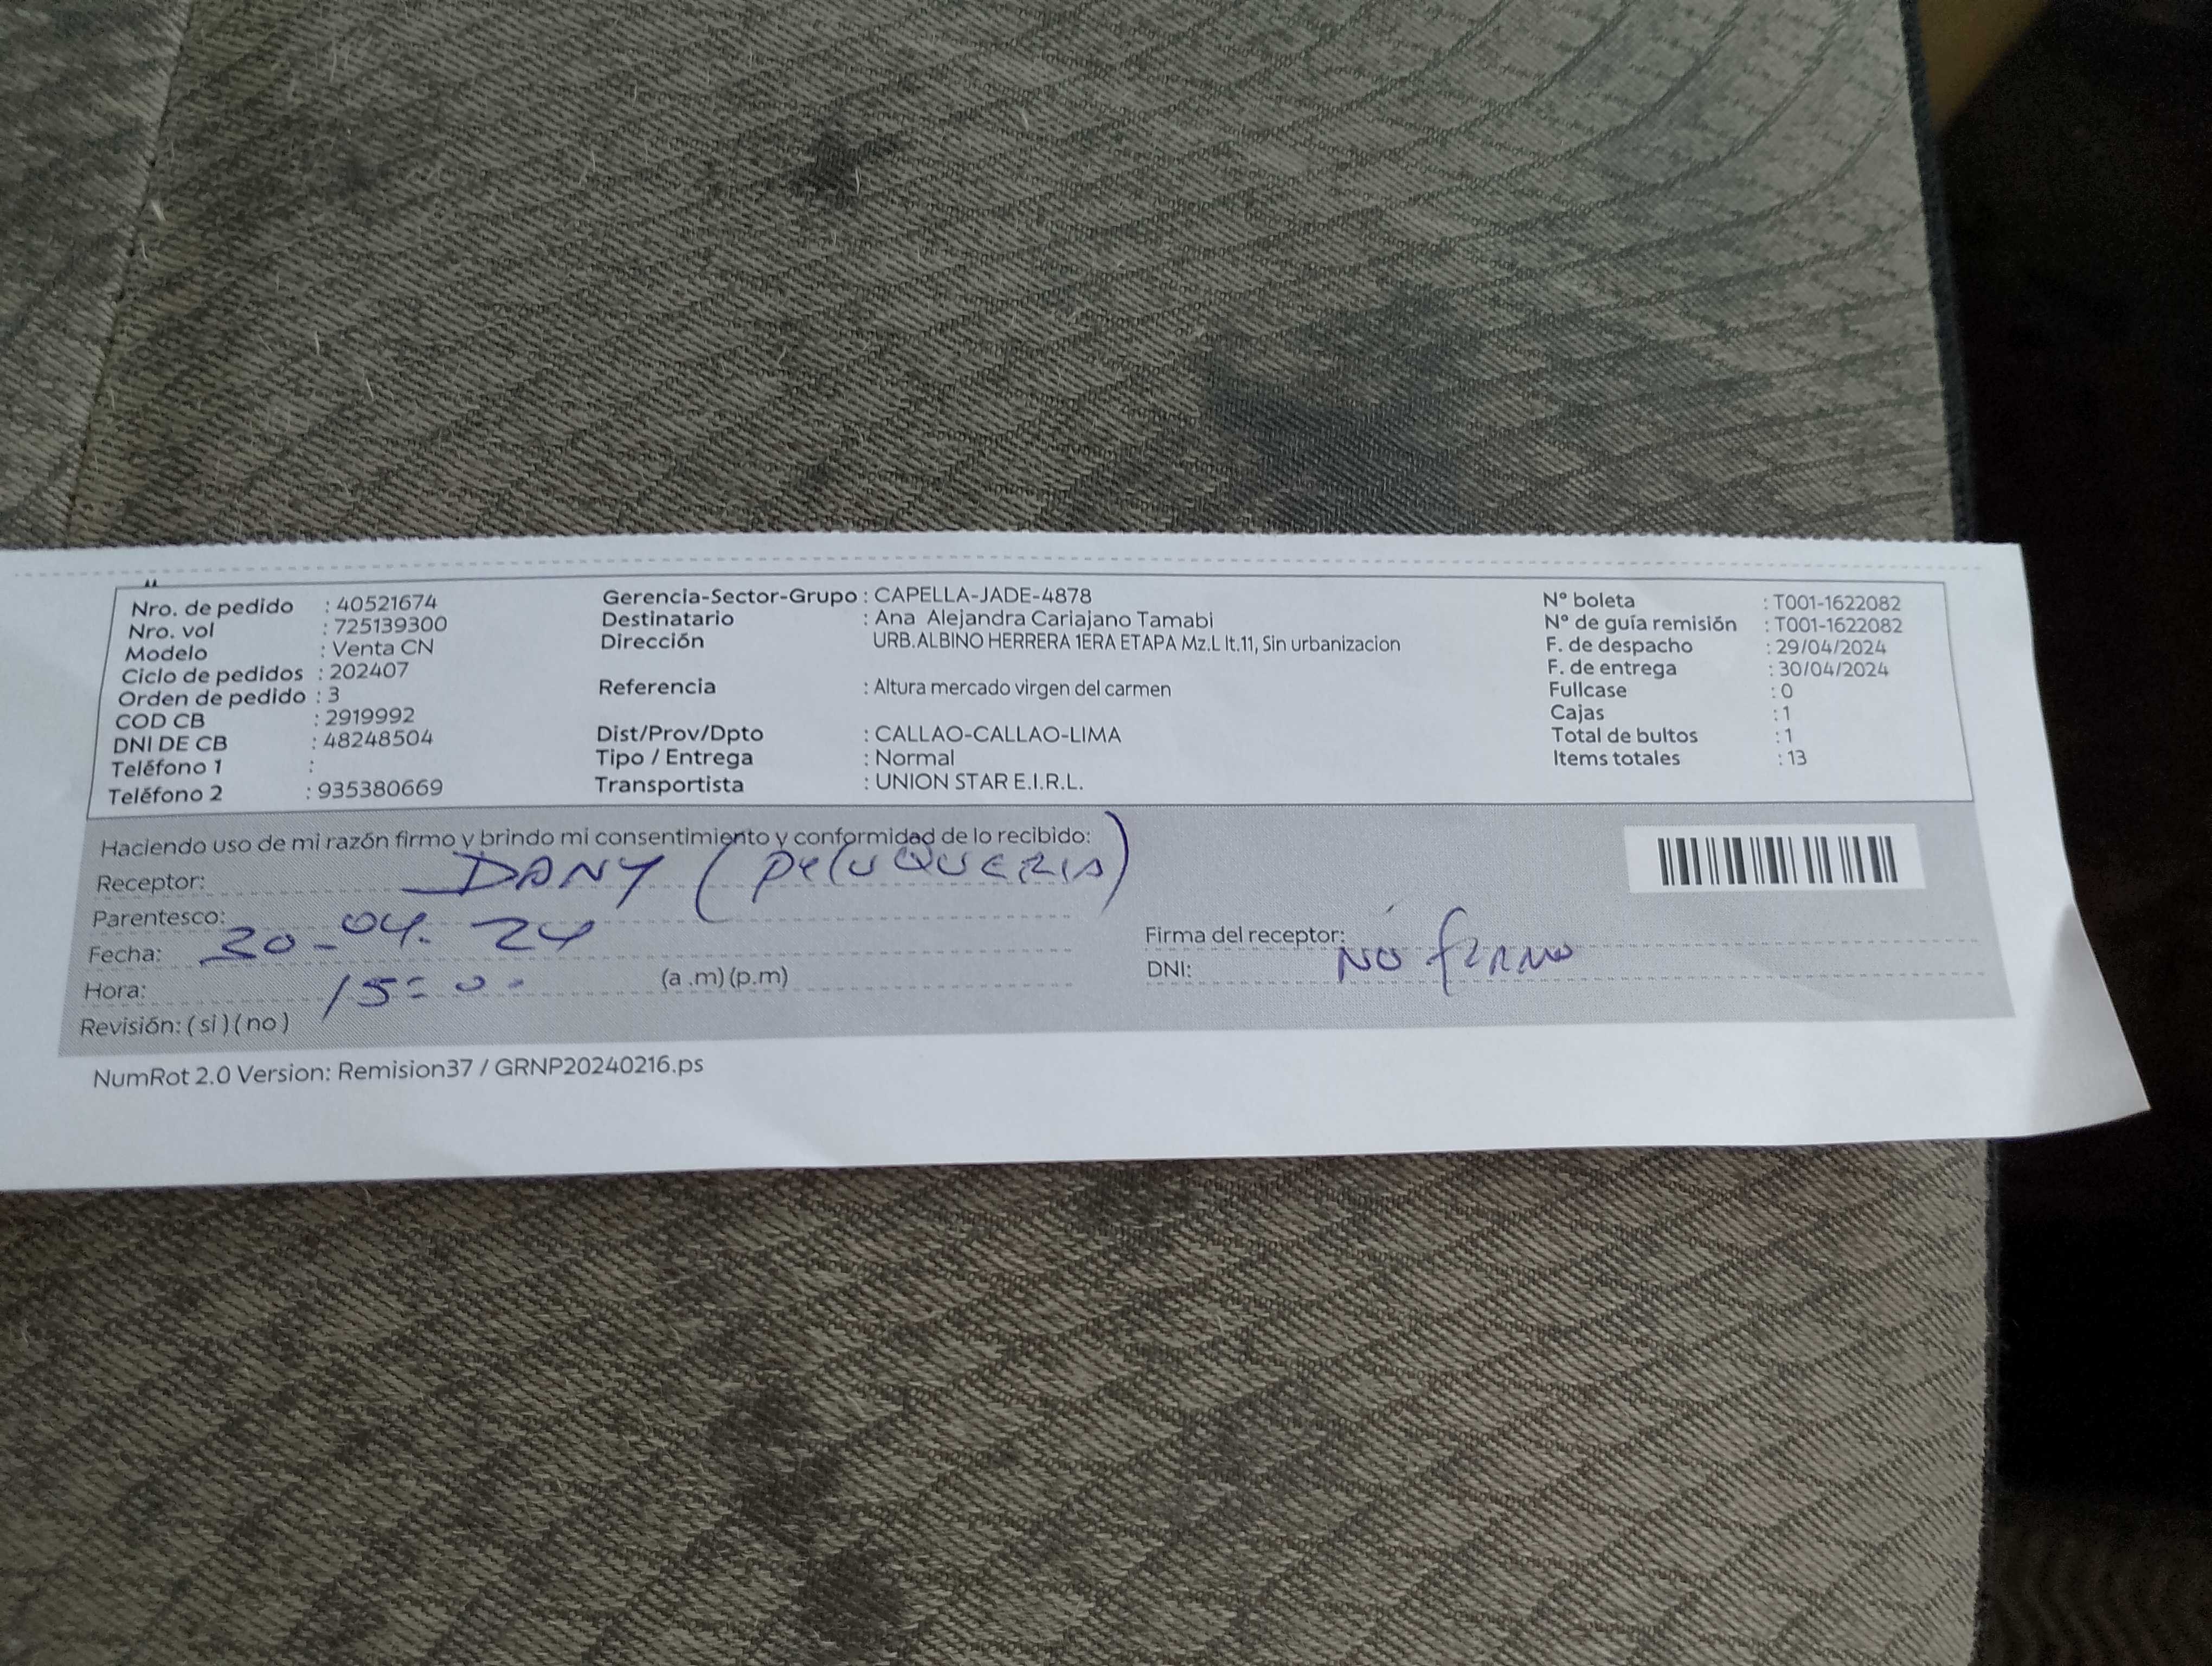 Nro. de pedido : 40521674
Nro. vol : 725139300
Modelo : Venta CN
Ciclo de pedidos : 202407
Orden de pedido : 3
COD CB : 2919992
DNI DE CB : 48248504
Teléfono 1 :
Teléfono 2 : 935380669
Gerencia-Sector-Grupo : CAPELLA-JADE-4878
Destinatario : Ana Alejandra Cariajano Tamabi
Dirección URB.ALBINO HERRERA 1ERA ETAPA Mz.L lt.11, Sin urbanizacion
Referencia : Altura mercado virgen del carmen
Dist/Prov/Dpto : CALLAO-CALLAO-LIMA
Tipo / Entrega : Normal
Transportista : UNION STAR E.I.R.L.
N° boleta : T001-1622082
N° de guía remisión : T001-1622082
F. de despacho : 29/04/2024
F. de entrega : 30/04/2024
Fullcase : 0
Cajas : 1
Total de bultos : 1
Items totales : 13
Haciendo uso de mi razón firmo y brindo mi consentimiento y conformidad de lo recibido:
Receptor: DANY (peluQUERIA)
Parentesco:
Fecha: 30-04. 24
Hora: 15=00 (a .m) (p.m)
Revisión: ( si ) ( no )
Firma del receptor: NO firmo
DNI:
NumRot 2.0 Version: Remision37 / GRNP20240216.ps